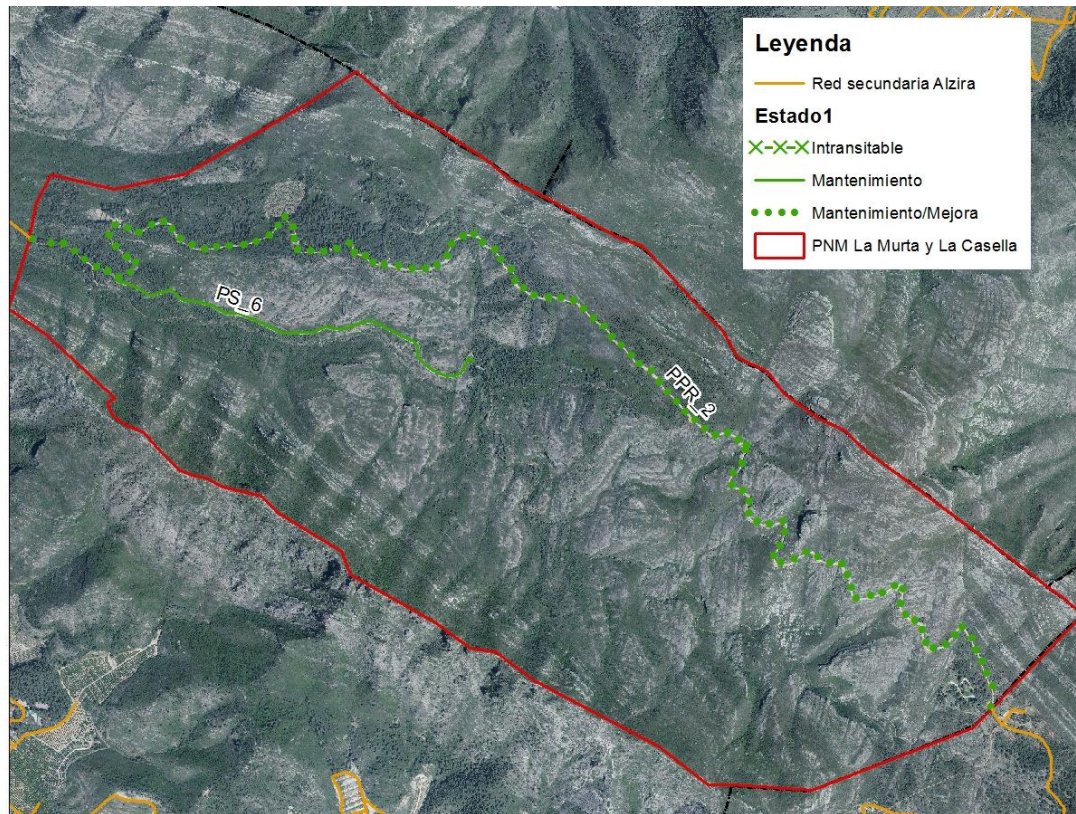 Leyenda
Red secundaria Alzira
Estado1
Intransitable
Mantenimiento
Mantenimiento/Mejora
PNM La Murta y La Casella
PS_6
PPR_2